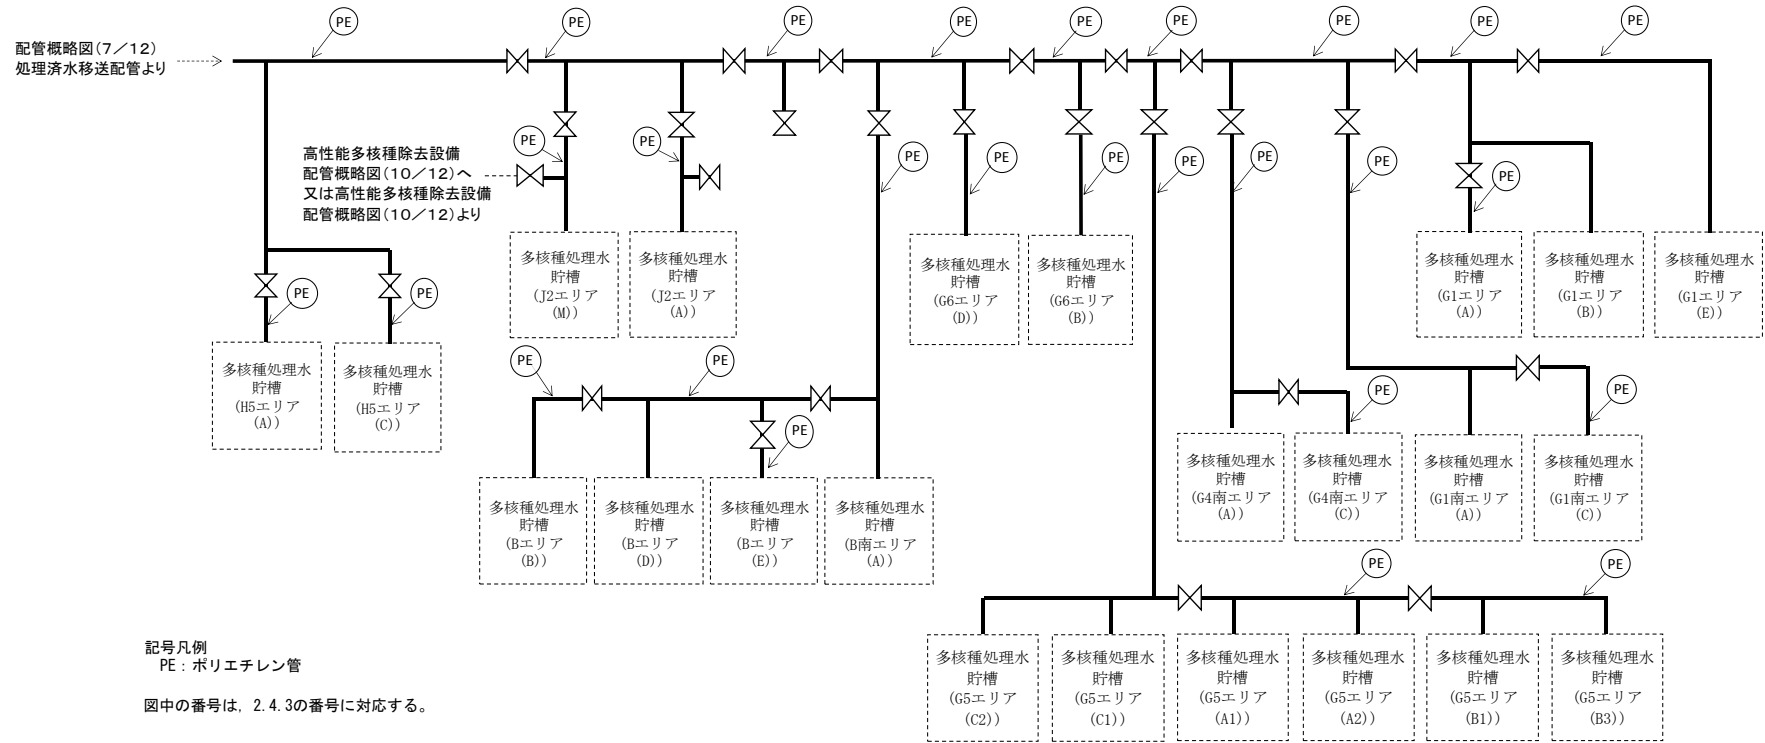 PE
PE
PE
PE
PE
PE
PE
PE
PE
配管概略図(7/12)
処理済水移送配管より
高性能多核種除去設備
配管概略図(10/12)へ
又は高性能多核種除去設備
配管概略図(10/12)より
PE
PE
PE
PE
PE
PE
PE
PE
PE
多核種処理水
貯槽
(J2エリア
(M))
多核種処理水
貯槽
(J2エリア
(A))
多核種処理水
貯槽
(G6エリア
(D))
多核種処理水
貯槽
(G6エリア
(B))
多核種処理水
貯槽
(G1エリア
(A))
多核種処理水
貯槽
(G1エリア
(B))
多核種処理水
貯槽
(G1エリア
(E))
PE
PE
多核種処理水
貯槽
(H5エリア
(A))
多核種処理水
貯槽
(H5エリア
(C))
PE
PE
PE
PE
PE
多核種処理水
貯槽
(Bエリア
(B))
多核種処理水
貯槽
(Bエリア
(D))
多核種処理水
貯槽
(Bエリア
(E))
多核種処理水
貯槽
(B南エリア
(A))
多核種処理水
貯槽
(G4南エリア
(A))
多核種処理水
貯槽
(G4南エリア
(C))
多核種処理水
貯槽
(G1南エリア
(A))
多核種処理水
貯槽
(G1南エリア
(C))
PE
PE
多核種処理水
貯槽
(G5エリア
(C2))
多核種処理水
貯槽
(G5エリア
(C1))
多核種処理水
貯槽
(G5エリア
(A1))
多核種処理水
貯槽
(G5エリア
(A2))
多核種処理水
貯槽
(G5エリア
(B1))
多核種処理水
貯槽
(G5エリア
(B3))
記号凡例
PE:ポリエチレン管
図中の番号は,2.4.3の番号に対応する。